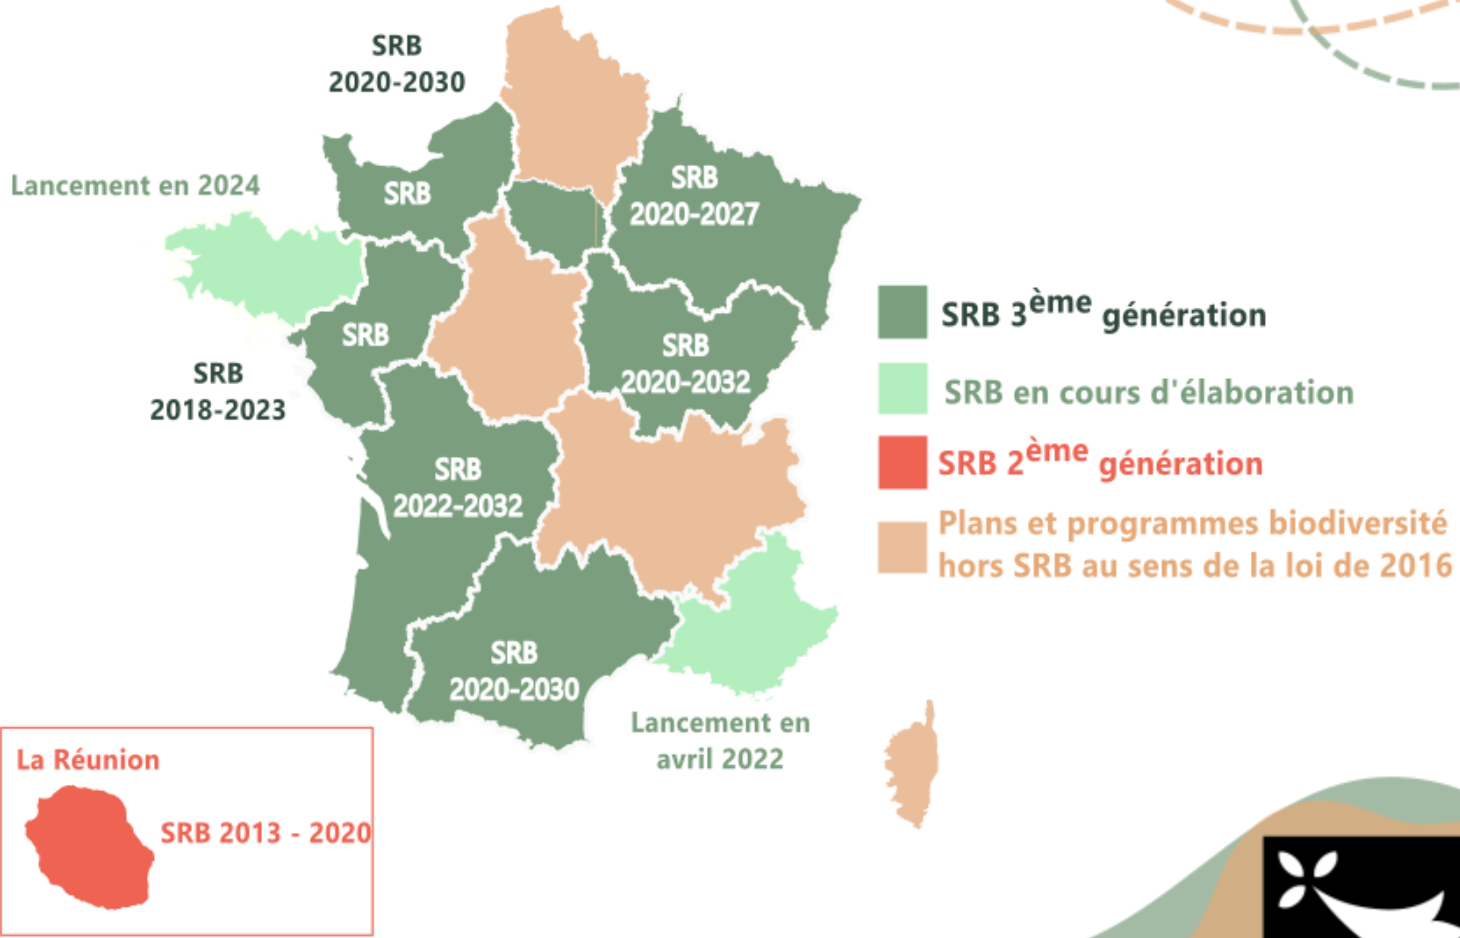 SRB
2020-2030
Lancement en 2024
SRB
SRB
2020-2027
SRB
SRB
2018-2023
SRB
2020-2032
SRB
2022-2032
SRB
2020-2030
Lancement en
avril 2022
SRB 3ème génération
SRB en cours d'élaboration
SRB 2ème génération
Plans et programmes biodiversité
hors SRB au sens de la loi de 2016
La Réunion
SRB 2013 - 2020